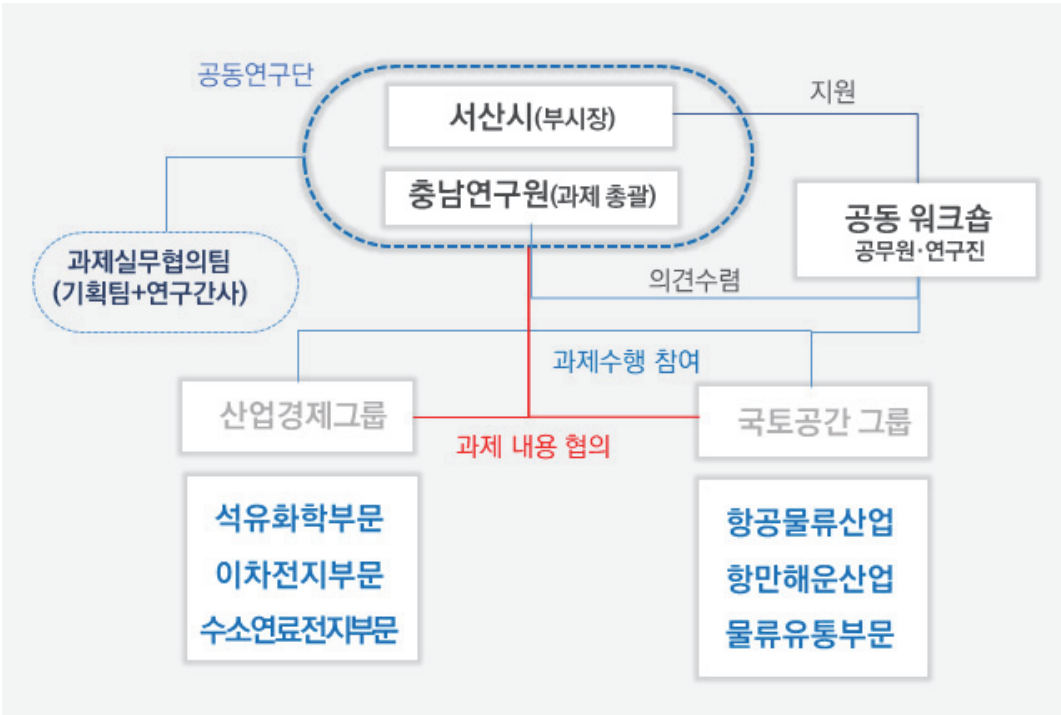 공동연구단
서산시(부시장)
지원
충남연구원(과제 총괄)
공동 워크숍
공무원·연구진
과제실무협의팀
(기획팀+연구간사)
의견수렴
과제수행 참여
산업경제그룹
국토공간 그룹
과제 내용 협의
석유화학부문
이차전지부문
수소연료전지부문
항공물류산업
항만해운산업
물류유통부문